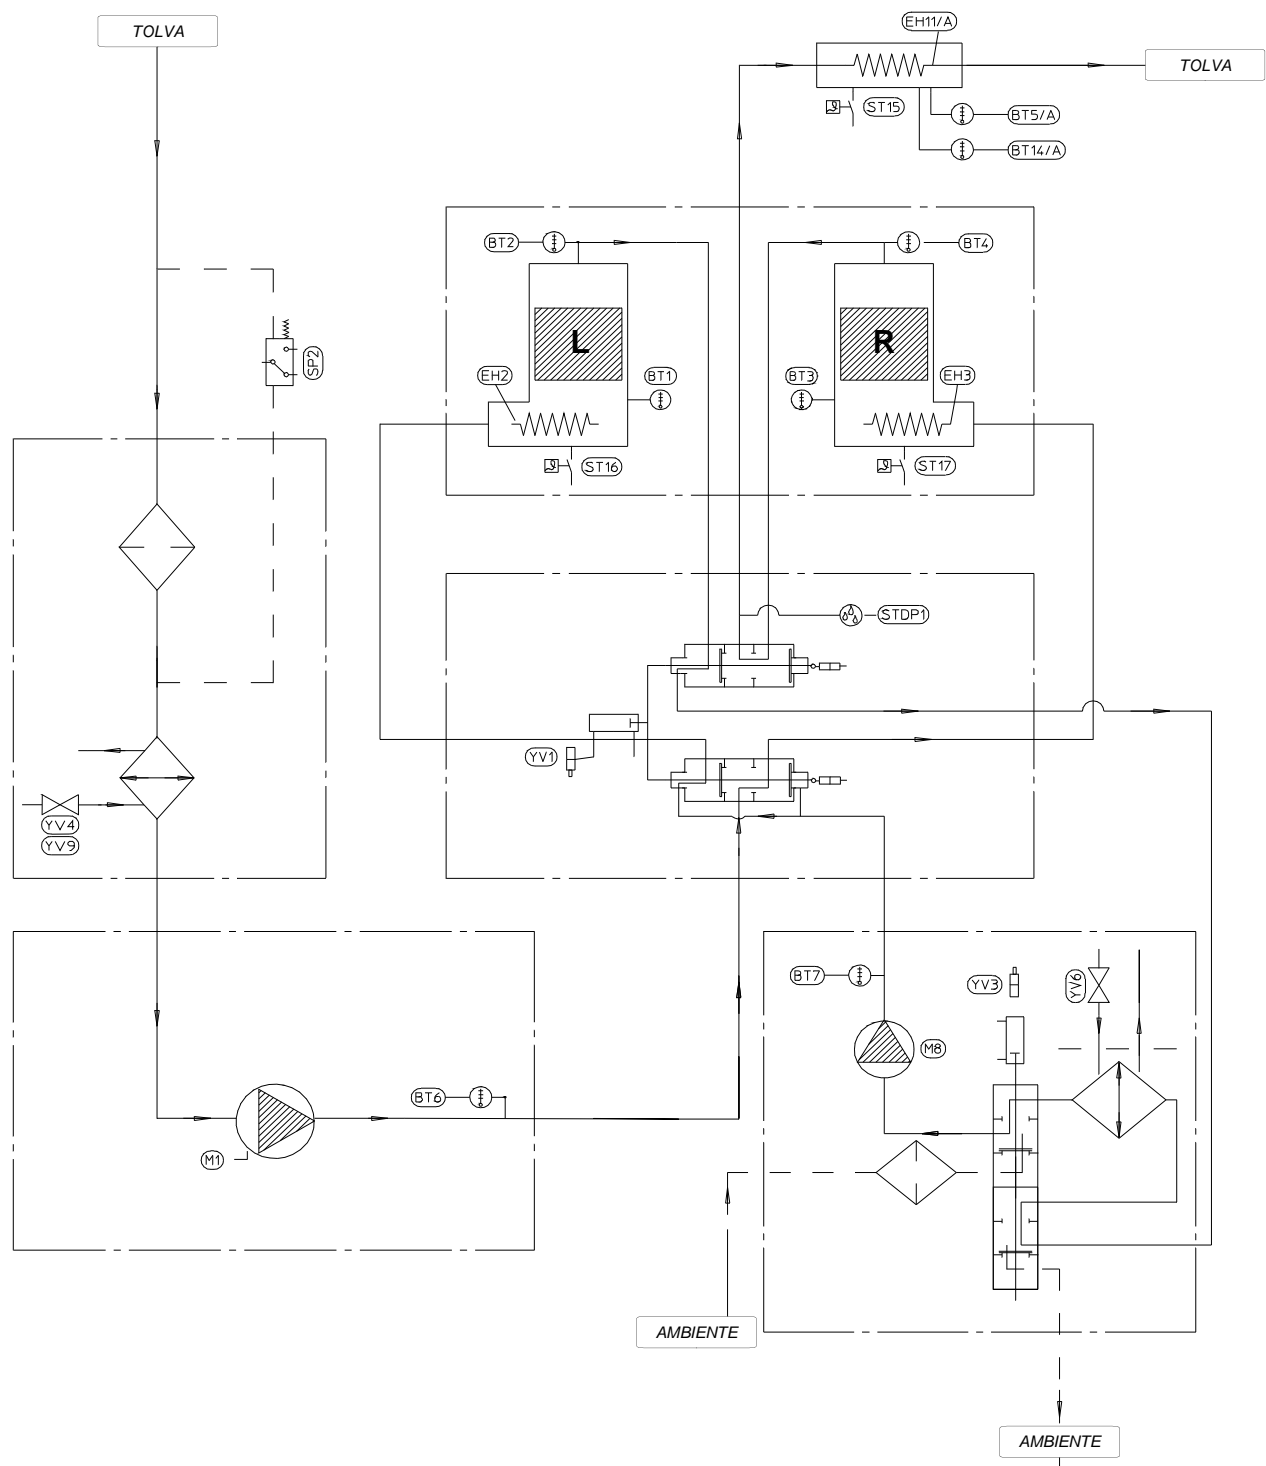 TOLVA
EH11/A
TOLVA
ST15
BT5/A
BT14/A
BT2
BT4
L
R
SP2
EH2
BT1
BT3
EH3
ST16
ST17
STDP1
YV1
YV4
YV9
BT7
YV3
YV6
M8
BT6
M1
AMBIENTE
AMBIENTE